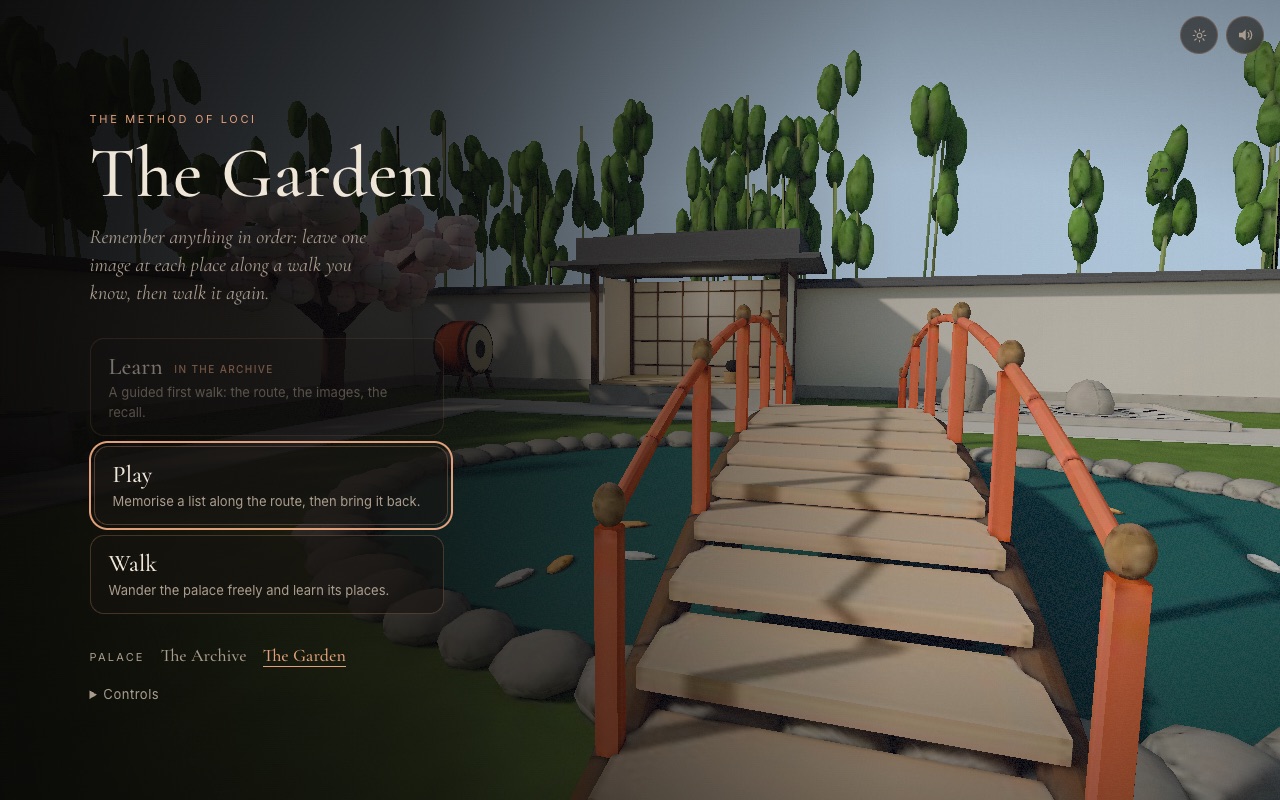 THE METHOD OF LOCI
The Garden
Remember anything in order: leave one
image at each place along a walk you
know, then walk it again.
Learn IN THE ARCHIVE
A guided first walk: the route, the images, the
recall.
Play
Memorise a list along the route, then bring it back.
Walk
Wander the palace freely and learn its places.
PALACE The Archive The Garden
Controls